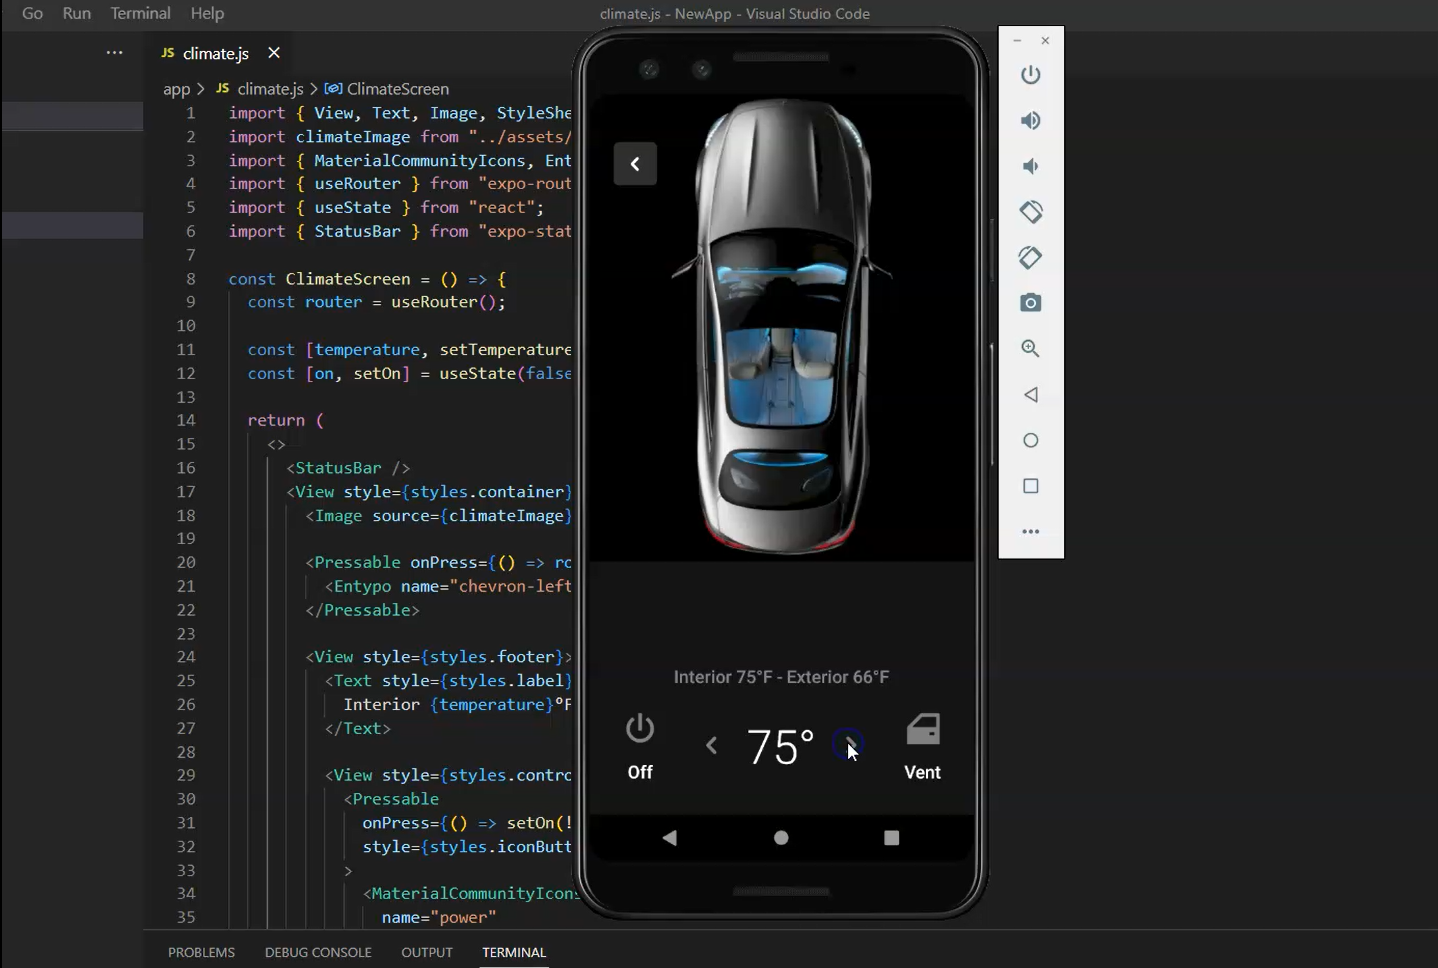 Go Run Terminal Help
climate.js - NewApp - Visual Studio Code
JS climate.js
app > JS climate.js > ClimateScreen
1 import { View, Text, Image, StyleShe
2 import climateImage from "../assets/
3 import { MaterialCommunityIcons, Ent
4 import { useRouter } from "expo-rout
5 import { useState } from "react";
6 import { StatusBar } from "expo-stat
7
8 const ClimateScreen = () => {
9 const router = useRouter();
10
11 const [temperature, setTemperature
12 const [on, setOn] = useState(false
13
14 return (
15 <>
16 <StatusBar />
17 <View style={styles.container}
18 <Image source={climateImage}
19
20 <Pressable onPress={() => ro
21 <Entypo name="chevron-left
22 </Pressable>
23
24 <View style={styles.footer}>
25 <Text style={styles.label}
26 Interior {temperature}°F
27 </Text>
28
29 <View style={styles.contro
30 <Pressable
31 onPress={() => setOn(!
32 style={styles.iconButt
33 >
34 <MaterialCommunityIcons
35 name="power"
PROBLEMS DEBUG CONSOLE OUTPUT TERMINAL
Interior 75°F - Exterior 66°F
75°
Off Vent